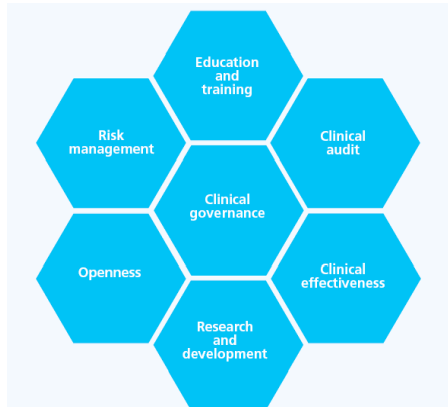 Education
and
training
Risk
management
Clinical
audit
Clinical
governance
Openness
Clinical
effectiveness
Research
and
development